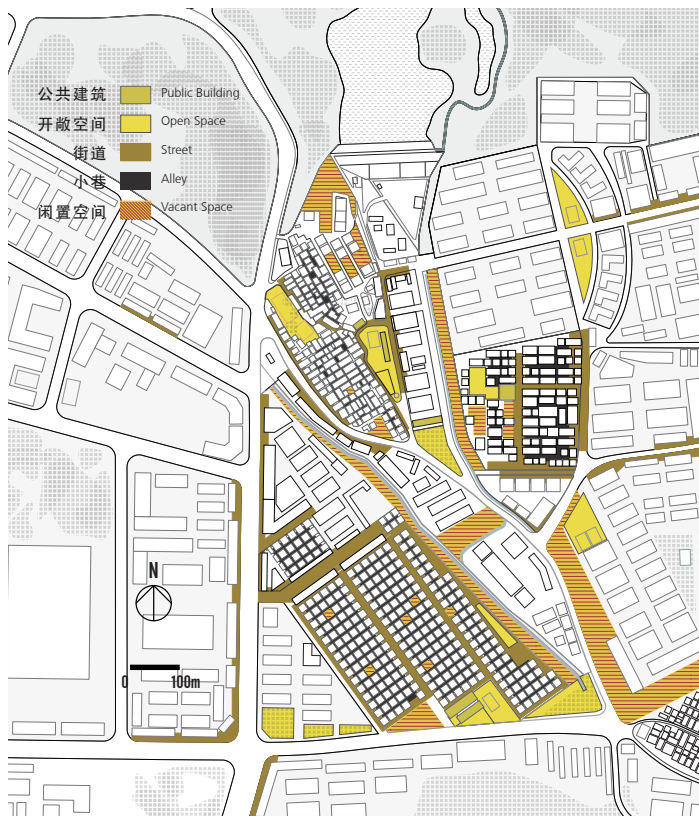 公共建筑 Public Building
开敞空间 Open Space
街道 Street
小巷 Alley
闲置空间 Vacant Space
N
0 100m